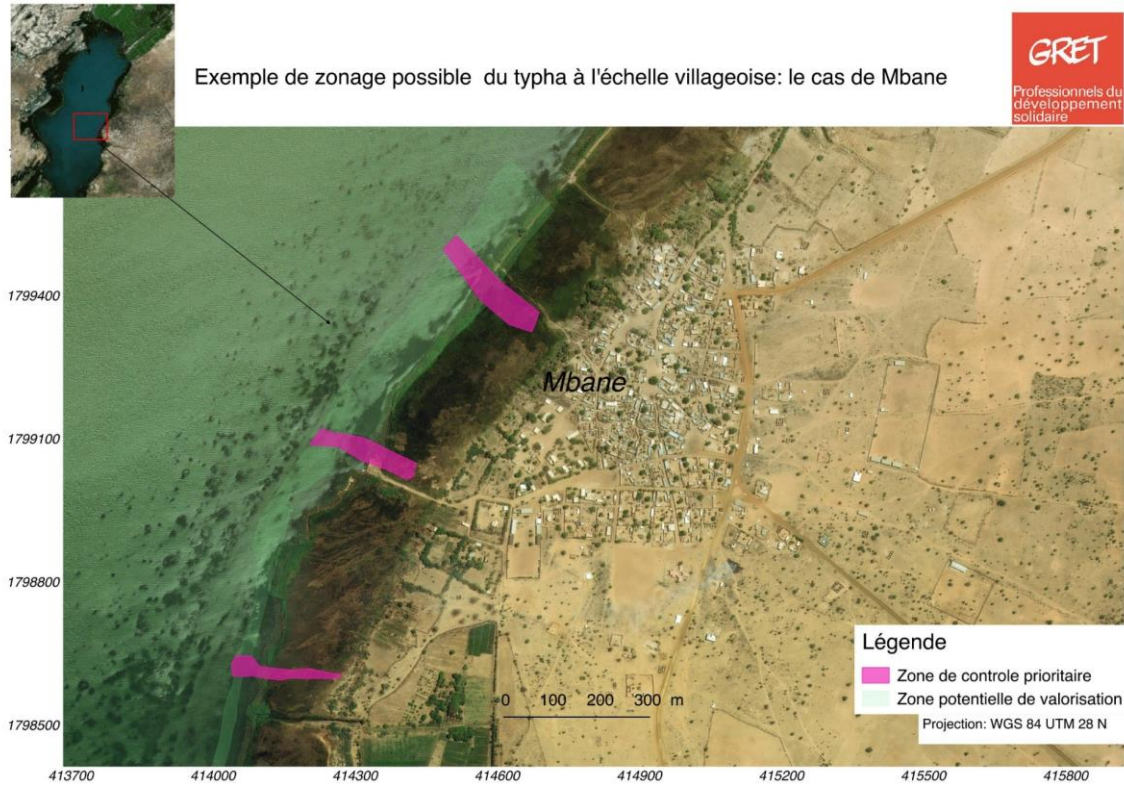 Exemple de zonage possible du typha à l'échelle villageoise: le cas de Mbane
GRET
Professionnels du
développement
solidaire
1799400
Mbane
1799100
1798800
Légende
Zone de controle prioritaire
Zone potentielle de valorisation
Projection: WGS 84 UTM 28 N
0 100 200 300 m
1798500
413700 414000 414300 414600 414900 415200 415500 415800